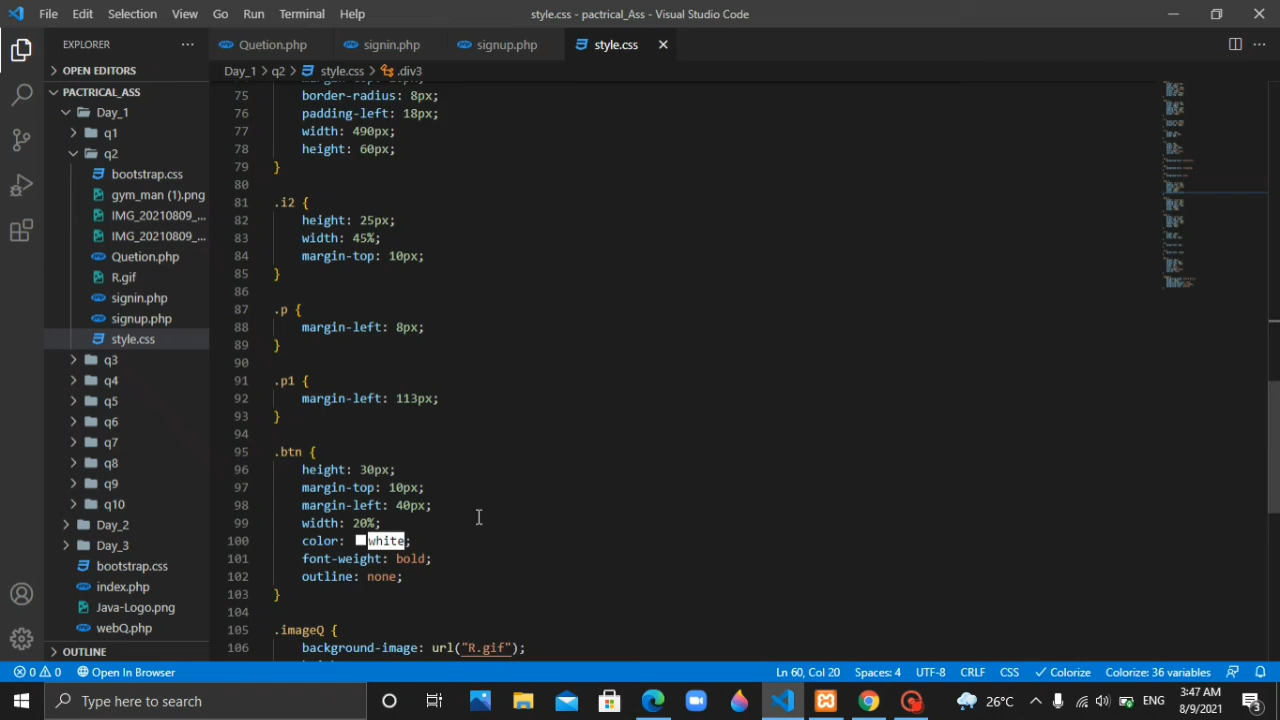 File Edit Selection View Go Run Terminal Help
style.css - pactrical_Ass - Visual Studio Code
EXPLORER
Quetion.php signin.php signup.php style.css
OPEN EDITORS
Day_1 > q2 > style.css > .div3
PACTRICAL_ASS
Day_1
q1
q2
bootstrap.css
gym_man (1).png
IMG_20210809_...
IMG_20210809_...
Quetion.php
R.gif
signin.php
signup.php
style.css
q3
q4
q5
q6
q7
q8
q9
q10
Day_2
Day_3
bootstrap.css
index.php
Java-Logo.png
webQ.php
OUTLINE
75 border-radius: 8px;
76 padding-left: 18px;
77 width: 490px;
78 height: 60px;
79 }
80
81 .i2 {
82 height: 25px;
83 width: 45%;
84 margin-top: 10px;
85 }
86
87 .p {
88 margin-left: 8px;
89 }
90
91 .p1 {
92 margin-left: 113px;
93 }
94
95 .btn {
96 height: 30px;
97 margin-top: 10px;
98 margin-left: 40px;
99 width: 20%;
100 color: white;
101 font-weight: bold;
102 outline: none;
103 }
104
105 .imageQ {
106 background-image: url("R.gif");
0 0 Open In Browser
Ln 60, Col 20 Spaces: 4 UTF-8 CRLF CSS Colorize Colorize: 36 variables
Type here to search
26°C ENG
3:47 AM
8/9/2021
3